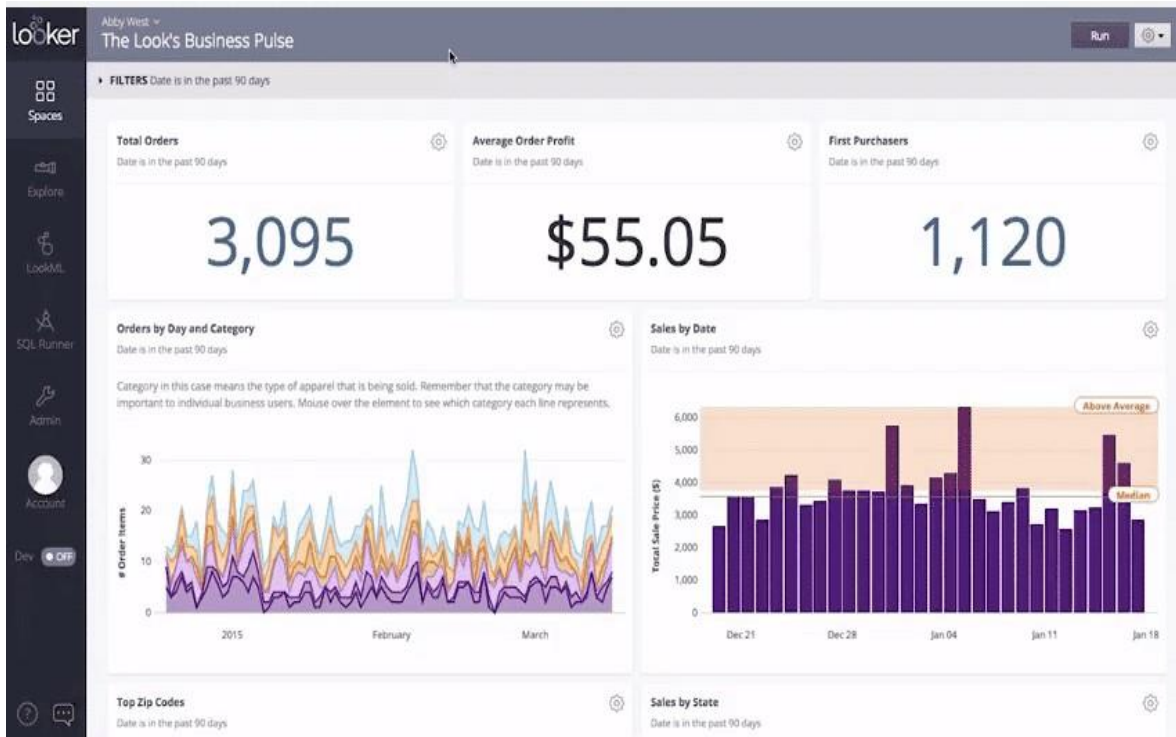 looker
Abby West
The Look's Business Pulse
Run
FILTERS Date is in the past 90 days
Spaces
Explore
LookML
SQL Runner
Admin
Account
Dev OFF
Total Orders
Date is in the past 90 days
3,095
Average Order Profit
Date is in the past 90 days
$55.05
First Purchasers
Date is in the past 90 days
1,120
Orders by Day and Category
Date is in the past 90 days
Category in this case means the type of apparel that is being sold. Remember that the category may be
important to individual business users. Mouse over the element to see which category each line represents.
# Order Items
30
20
10
0
2015 February March
Sales by Date
Date is in the past 90 days
Total Sale Price ($)
6,000
5,000
4,000
3,000
2,000
1,000
0
Above Average
Median
Dec 21 Dec 28 Jan 04 Jan 11 Jan 18
Top Zip Codes
Date is in the past 90 days
Sales by State
Date is in the past 90 days
?